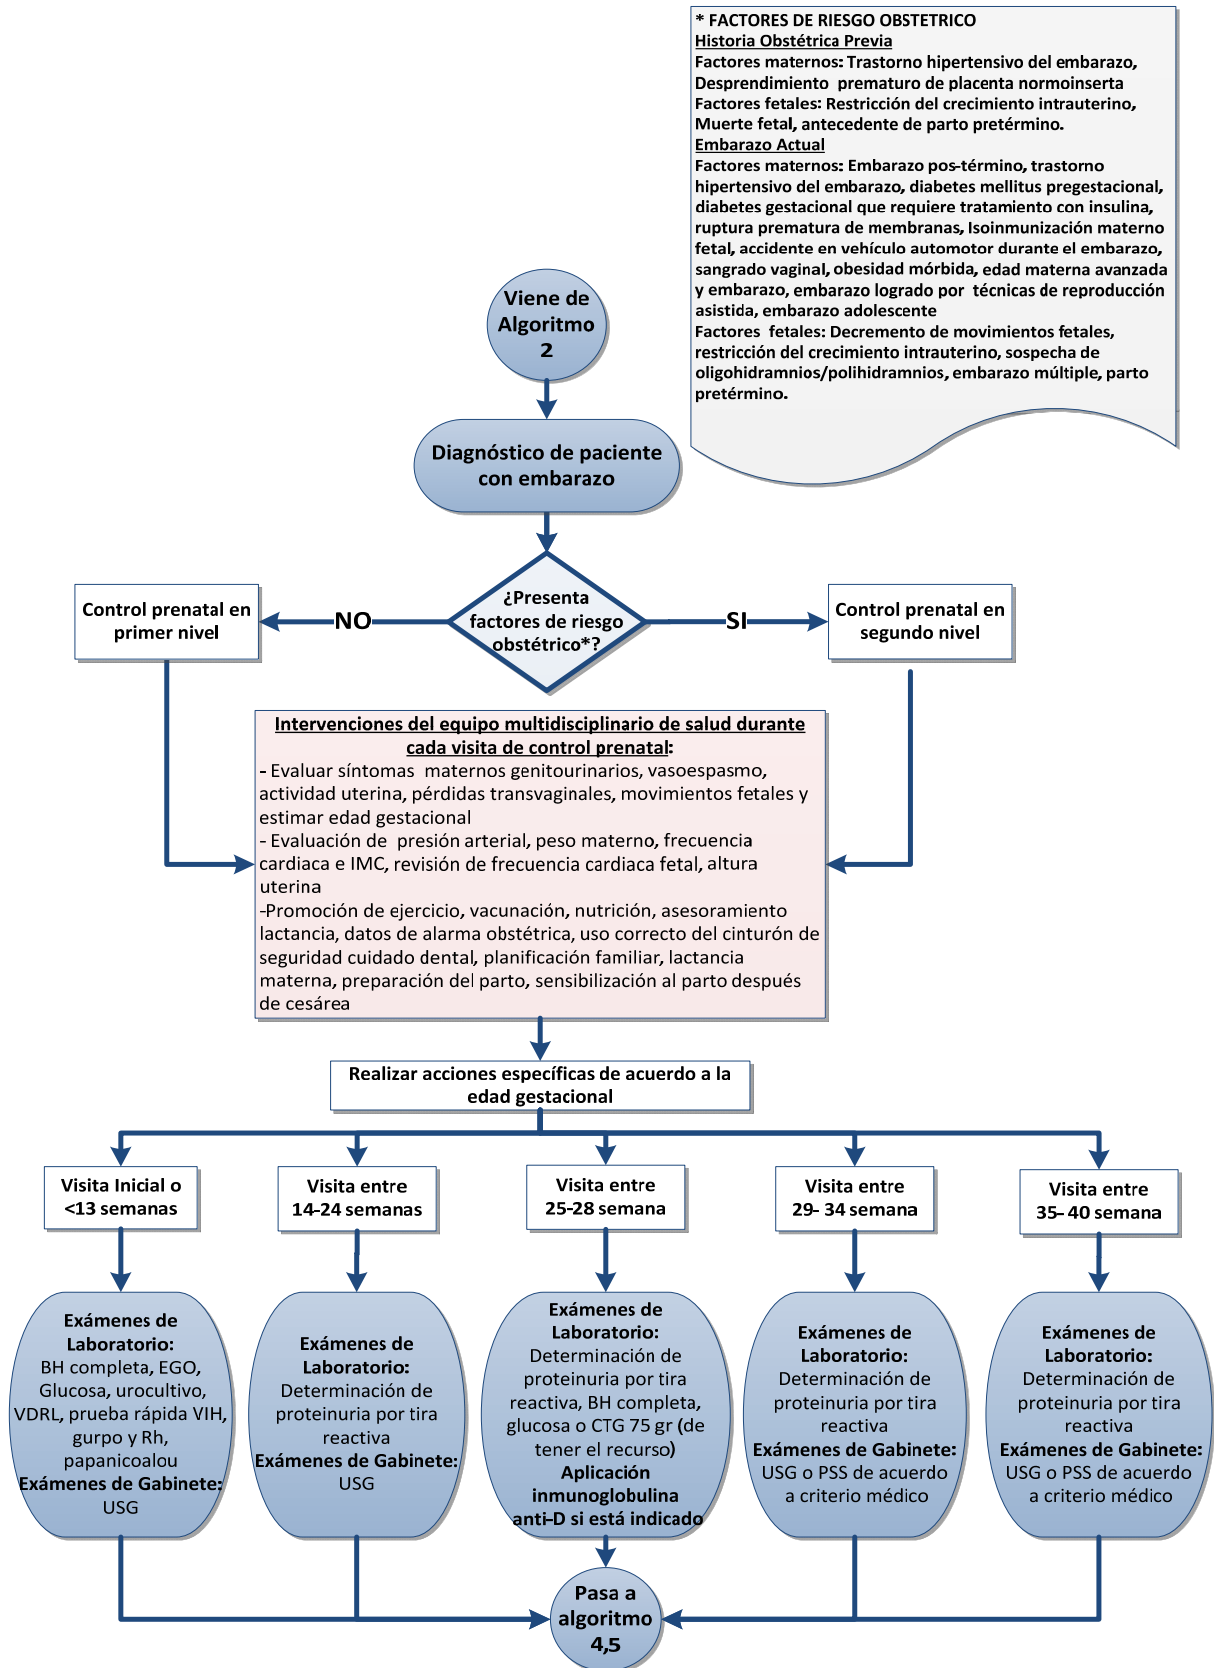 * FACTORES DE RIESGO OBSTETRICO
Historia Obstétrica Previa
Factores maternos: Trastorno hipertensivo del embarazo,
Desprendimiento prematuro de placenta normoinserta
Factores fetales: Restricción del crecimiento intrauterino,
Muerte fetal, antecedente de parto pretérmino.
Embarazo Actual
Factores maternos: Embarazo pos-término, trastorno
hipertensivo del embarazo, diabetes mellitus pregestacional,
diabetes gestacional que requiere tratamiento con insulina,
ruptura prematura de membranas, Isoinmunización materno
fetal, accidente en vehículo automotor durante el embarazo,
sangrado vaginal, obesidad mórbida, edad materna avanzada
y embarazo, embarazo logrado por técnicas de reproducción
asistida, embarazo adolescente
Factores fetales: Decremento de movimientos fetales,
restricción del crecimiento intrauterino, sospecha de
oligohidramnios/polihidramnios, embarazo múltiple, parto
pretérmino.
Viene de
Algoritmo
2
Diagnóstico de paciente
con embarazo
¿Presenta
factores de riesgo
obstétrico*?
NO
SI
Control prenatal en
primer nivel
Control prenatal en
segundo nivel
Intervenciones del equipo multidisciplinario de salud durante
cada visita de control prenatal:
- Evaluar síntomas maternos genitourinarios, vasoespasmo,
actividad uterina, pérdidas transvaginales, movimientos fetales y
estimar edad gestacional
- Evaluación de presión arterial, peso materno, frecuencia
cardiaca e IMC, revisión de frecuencia cardiaca fetal, altura
uterina
-Promoción de ejercicio, vacunación, nutrición, asesoramiento
lactancia, datos de alarma obstétrica, uso correcto del cinturón de
seguridad cuidado dental, planificación familiar, lactancia
materna, preparación del parto, sensibilización al parto después
de cesárea
Realizar acciones específicas de acuerdo a la
edad gestacional
Visita Inicial o
<13 semanas
Visita entre
14-24 semanas
Visita entre
25-28 semana
Visita entre
29- 34 semana
Visita entre
35- 40 semana
Exámenes de
Laboratorio:
BH completa, EGO,
Glucosa, urocultivo,
VDRL, prueba rápida VIH,
gurpo y Rh,
papanicoalou
Exámenes de Gabinete:
USG
Exámenes de
Laboratorio:
Determinación de
proteinuria por tira
reactiva
Exámenes de Gabinete:
USG
Exámenes de
Laboratorio:
Determinación de
proteinuria por tira
reactiva, BH completa,
glucosa o CTG 75 gr (de
tener el recurso)
Aplicación
inmunoglobulina
anti-D si está indicado
Exámenes de
Laboratorio:
Determinación de
proteinuria por tira
reactiva
Exámenes de Gabinete:
USG o PSS de acuerdo
a criterio médico
Exámenes de
Laboratorio:
Determinación de
proteinuria por tira
reactiva
Exámenes de Gabinete:
USG o PSS de acuerdo
a criterio médico
Pasa a
algoritmo
4,5